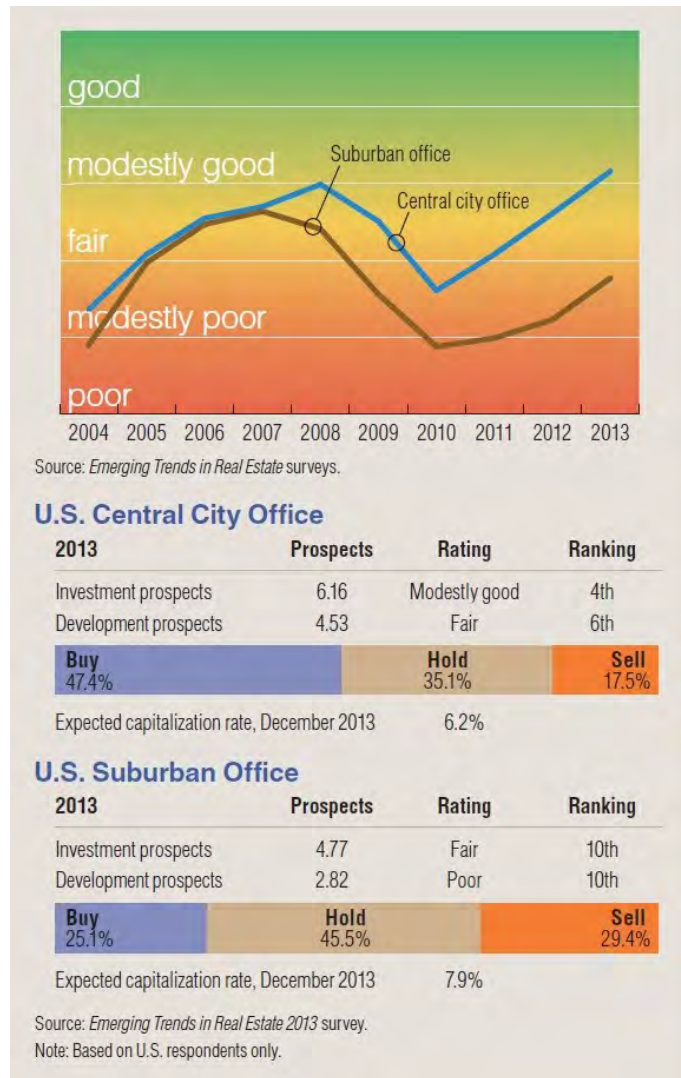 good
modestly good
Suburban office
Central city office
fair
modestly poor
poor
2004 2005 2006 2007 2008 2009 2010 2011 2012 2013
Source: Emerging Trends in Real Estate surveys.
U.S. Central City Office
2013 Prospects Rating Ranking
Investment prospects 6.16 Modestly good 4th
Development prospects 4.53 Fair 6th
Buy Hold Sell
47.4% 35.1% 17.5%
Expected capitalization rate, December 2013 6.2%
U.S. Suburban Office
2013 Prospects Rating Ranking
Investment prospects 4.77 Fair 10th
Development prospects 2.82 Poor 10th
Buy Hold Sell
25.1% 45.5% 29.4%
Expected capitalization rate, December 2013 7.9%
Source: Emerging Trends in Real Estate 2013 survey.
Note: Based on U.S. respondents only.